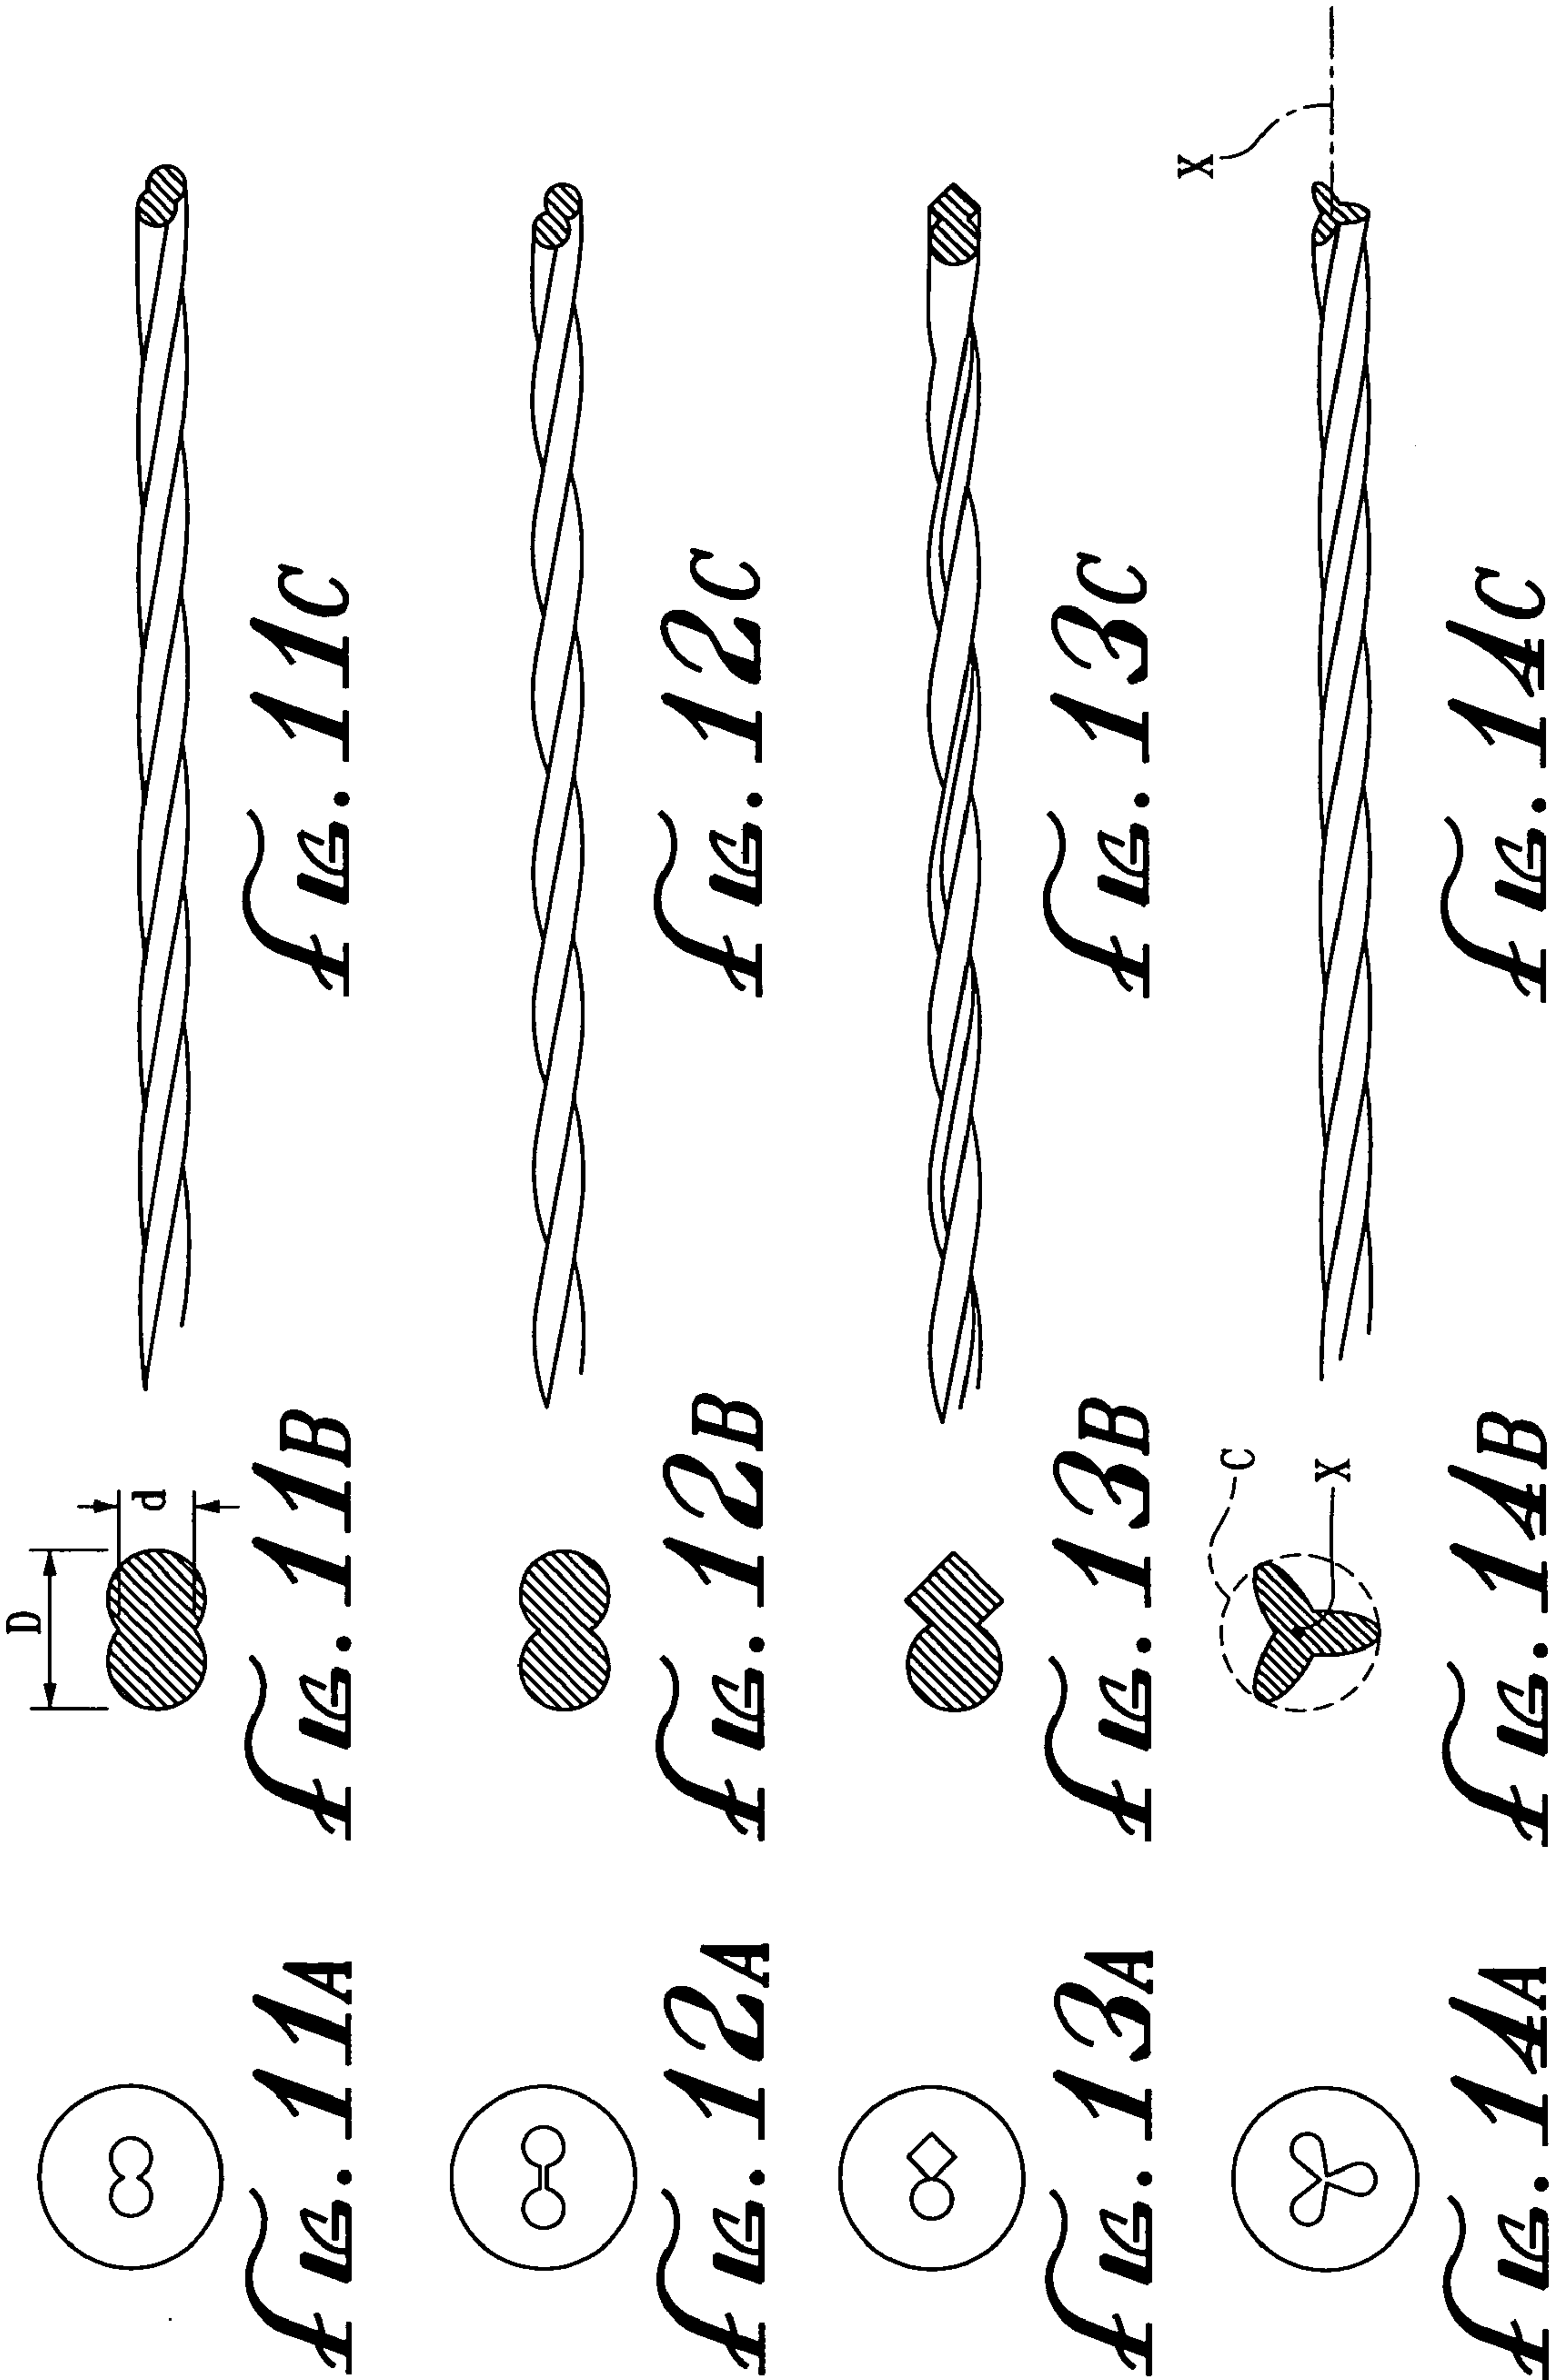 D
d
Fig. 11A
Fig. 11B
Fig. 11C
Fig. 12A
Fig. 12B
Fig. 12C
Fig. 13A
Fig. 13B
Fig. 13C
C
X
X
Fig. 14A
Fig. 14B
Fig. 14C